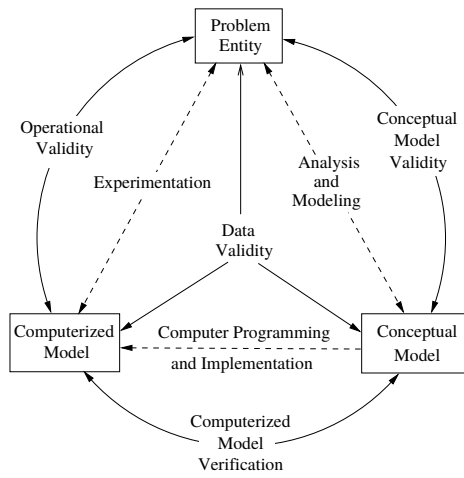 Problem
Entity
Operational
Validity
Conceptual
Model
Validity
Experimentation
Analysis
and
Modeling
Data
Validity
Computerized
Model
Computer Programming
and Implementation
Conceptual
Model
Computerized
Model
Verification